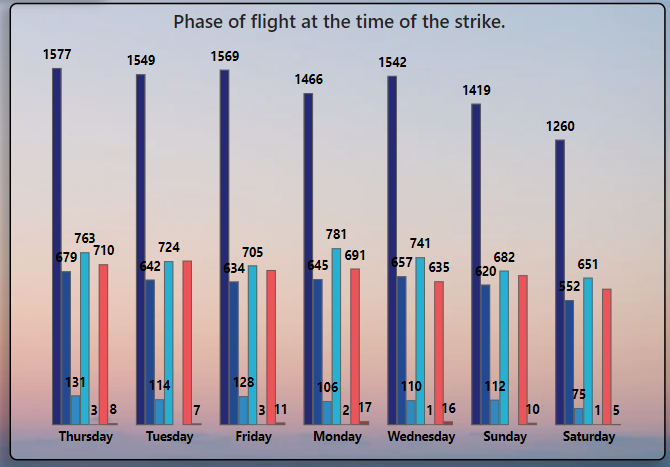 Phase of flight at the time of the strike.
1577 679 131 763 3 710 8
1549 642 114 724 7
1569 634 128 705 3 11
1466 645 106 781 2 691 17
1542 657 110 741 1 635 16
1419 620 112 682 10
1260 552 75 651 1 5
Thursday Tuesday Friday Monday Wednesday Sunday Saturday